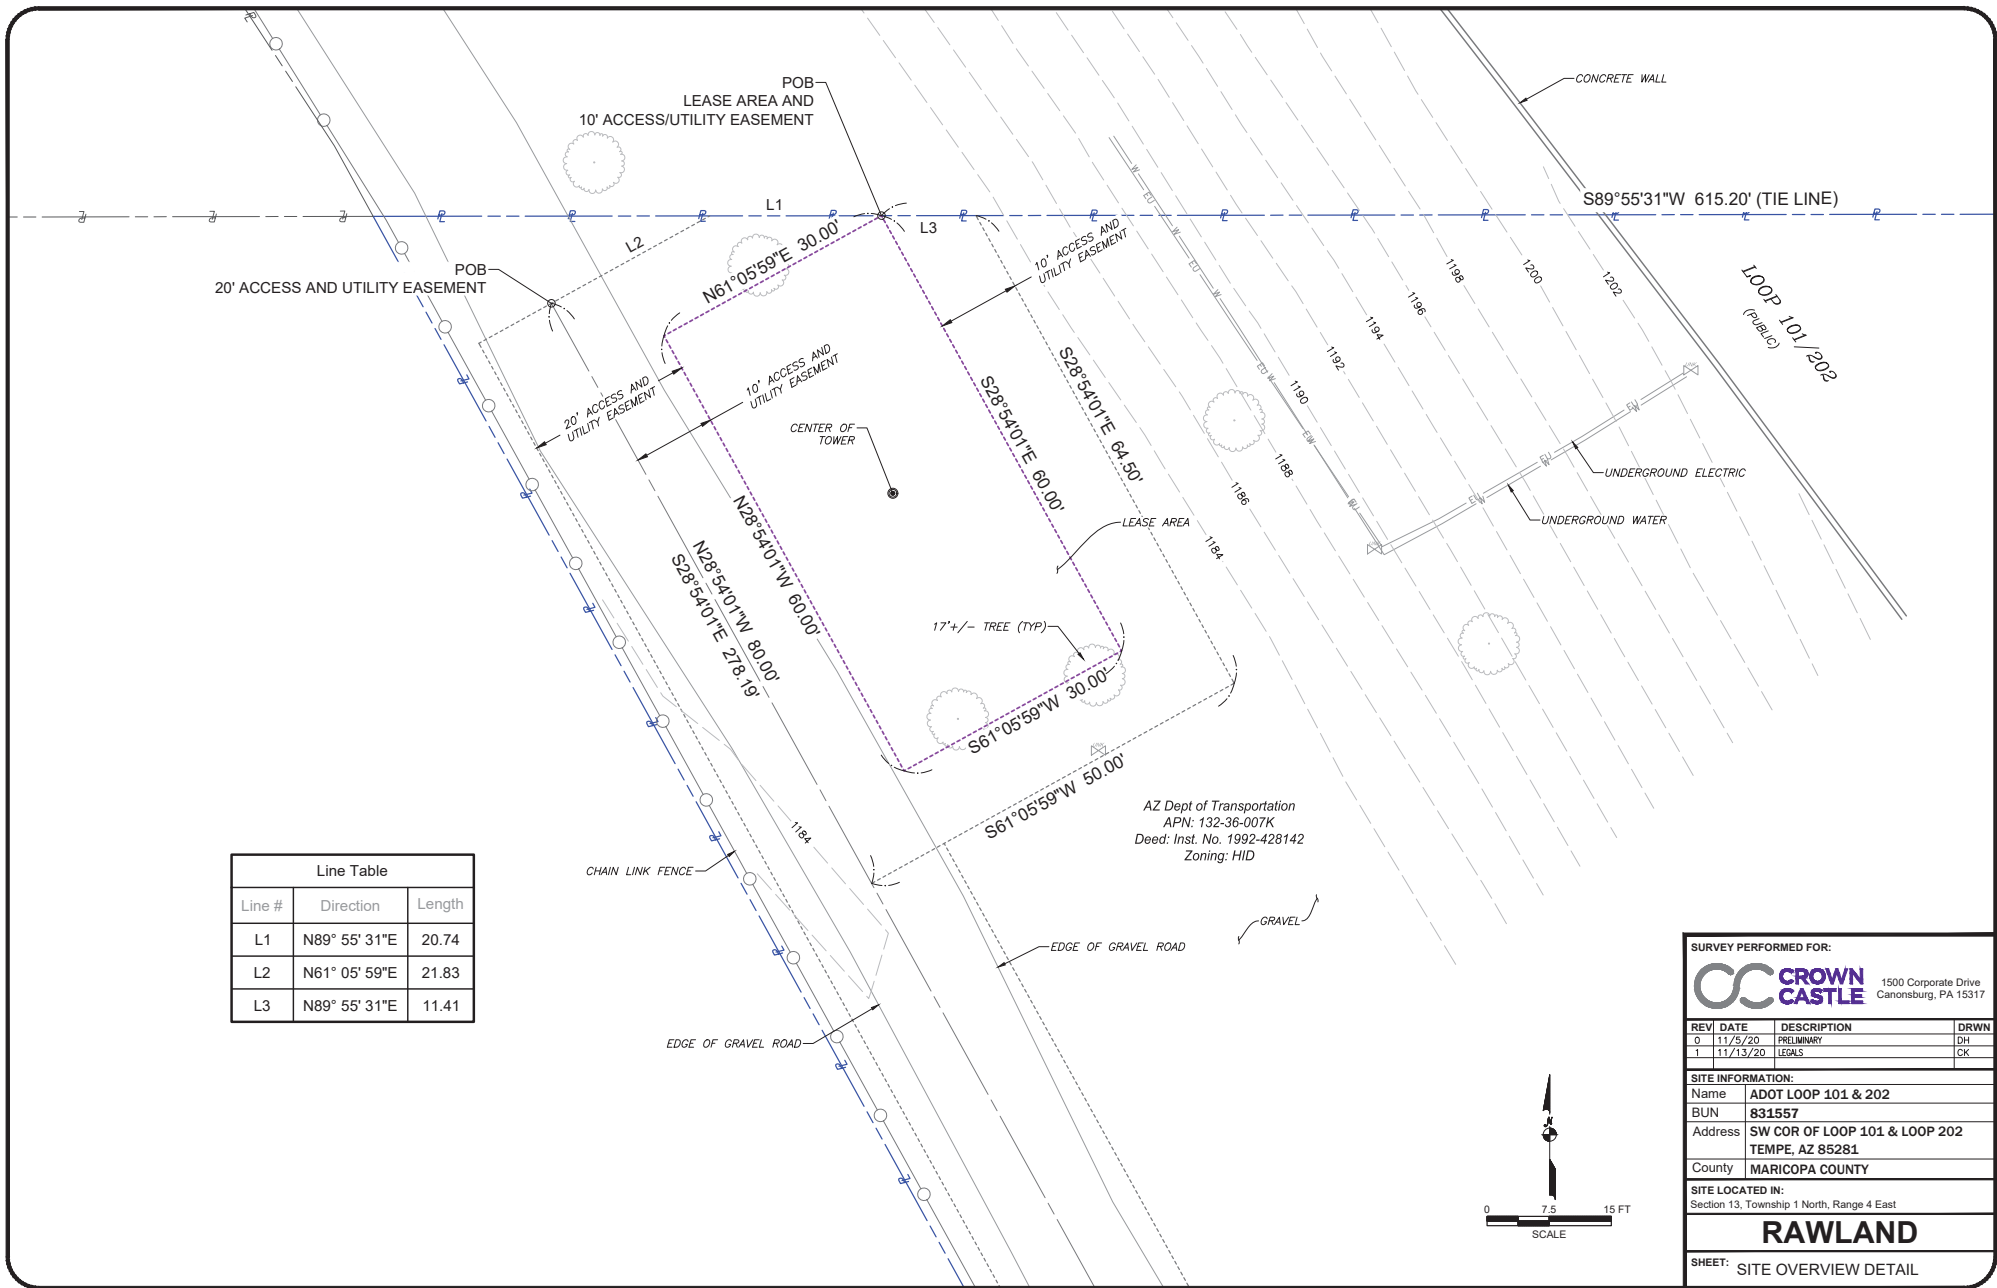 POB
LEASE AREA AND
10' ACCESS/UTILITY EASEMENT
CONCRETE WALL
S89°55'31"W 615.20' (TIE LINE)
L1
L3
L2
POB
20' ACCESS AND UTILITY EASEMENT
N61°05'59"E 30.00'
10' ACCESS AND
UTILITY EASEMENT
LOOP 101/202
(PUBLIC)
1202
1200
1198
1196
1194
1192
1190
1188
1186
1184
20' ACCESS AND
UTILITY EASEMENT
10' ACCESS AND
UTILITY EASEMENT
CENTER OF
TOWER
S28°54'01"E 60.00'
S28°54'01"E 64.50'
UNDERGROUND ELECTRIC
UNDERGROUND WATER
LEASE AREA
N28°54'01"W 60.00'
N28°54'01"W 80.00'
S28°54'01"E 278.19'
17'+/- TREE (TYP)
S61°05'59"W 30.00'
S61°05'59"W 50.00'
AZ Dept of Transportation
APN: 132-36-007K
Deed: Inst. No. 1992-428142
Zoning: HID
1184
CHAIN LINK FENCE
GRAVEL
EDGE OF GRAVEL ROAD
EDGE OF GRAVEL ROAD
Line Table
Line # Direction Length
L1 N89° 55' 31"E 20.74
L2 N61° 05' 59"E 21.83
L3 N89° 55' 31"E 11.41
N
0 7.5 15 FT
SCALE
SURVEY PERFORMED FOR:
CROWN
CASTLE
1500 Corporate Drive
Canonsburg, PA 15317
REV DATE DESCRIPTION DRWN
0 11/5/20 PRELIMINARY DH
1 11/13/20 LEGALS CK
SITE INFORMATION:
Name ADOT LOOP 101 & 202
BUN 831557
Address SW COR OF LOOP 101 & LOOP 202
TEMPE, AZ 85281
County MARICOPA COUNTY
SITE LOCATED IN:
Section 13, Township 1 North, Range 4 East
RAWLAND
SHEET: SITE OVERVIEW DETAIL